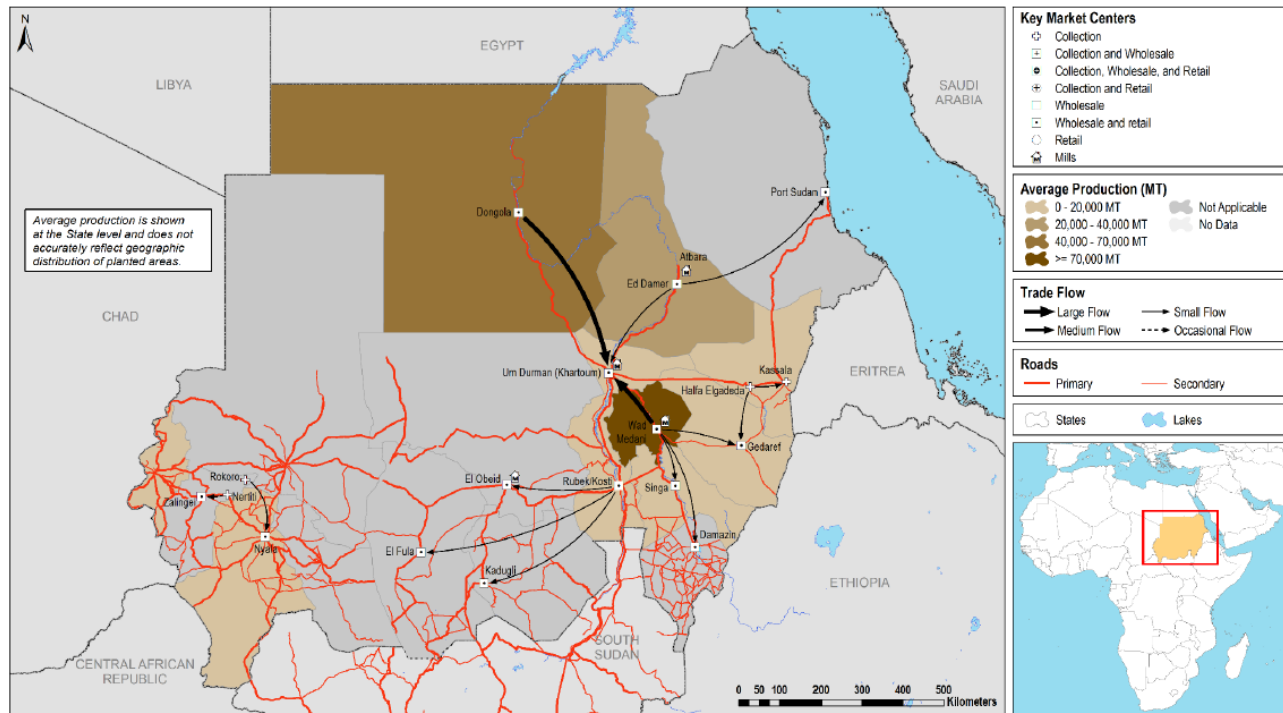 N
EGYPT
LIBYA
SAUDI
ARABIA
Port Sudan
Average production is shown
at the State level and does not
accurately reflect geographic
distribution of planted areas.
Dongola
Atbara
Ed Damer
CHAD
Um Durman (Khartoum)
Kassala
Halfa Elgadeda
ERITREA
Wad
Medani
Gedaref
Rokoro
El Obeid
Rubek/Kosti
Singa
Zalingei
Nertiti
Nyala
El Fula
Damazin
Kadugli
ETHIOPIA
SOUTH
SUDAN
CENTRAL AFRICAN
REPUBLIC
0 50 100 200 300 400 500
Kilometers
Key Market Centers
Collection
Collection and Wholesale
Collection, Wholesale, and Retail
Collection and Retail
Wholesale
Wholesale and retail
Retail
Mills
Average Production (MT)
0 - 20,000 MT
Not Applicable
20,000 - 40,000 MT
No Data
40,000 - 70,000 MT
>= 70,000 MT
Trade Flow
Large Flow
Small Flow
Medium Flow
Occasional Flow
Roads
Primary
Secondary
States
Lakes